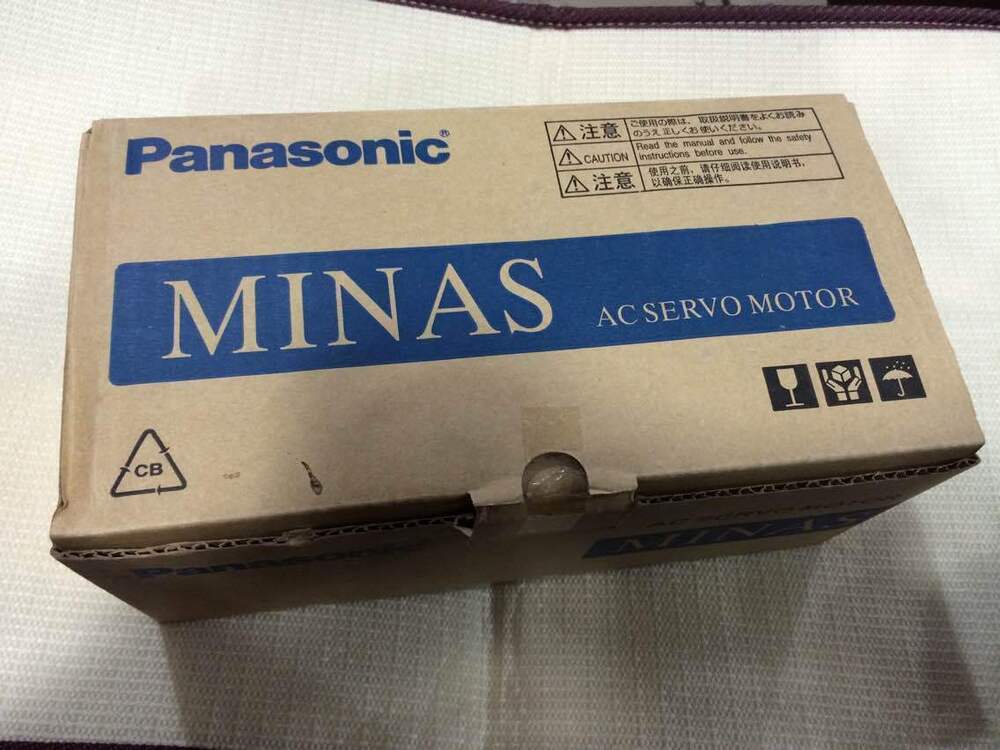 Panasonic®
注意
ご使用の際は、取扱説明書をよくお読み
のうえ正しくお使いください。
CAUTION
Read the manual and follow the safety
instructions before use.
注意
使用之前，请仔细阅读使用说明书，
以确保正确操作。
MINAS
AC SERVO MOTOR
CB
Panasonic
AC SERVO MOTOR
MINAS